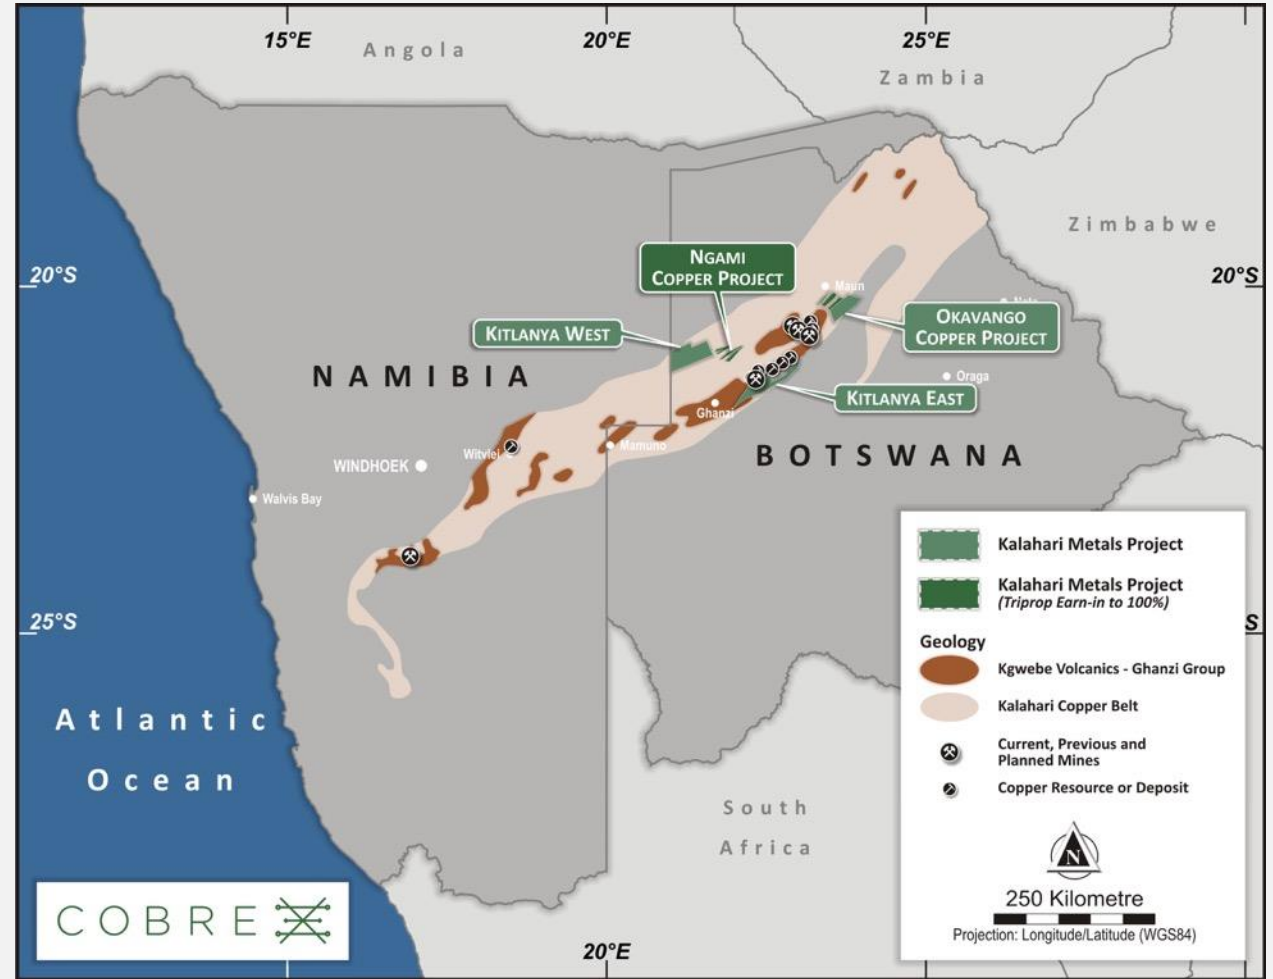 15°E
20°E
25°E
Angola
Zambia
Zimbabwe
20°S
20°S
NGAMI
COPPER PROJECT
Maun
Nata
KITLANYA WEST
OKAVANGO
COPPER PROJECT
NAMIBIA
Oraga
KITLANYA EAST
Ghanzi
Mamuno
Witvlei
WINDHOEK
BOTSWANA
Walvis Bay
25°S
S
Kalahari Metals Project
Kalahari Metals Project
(Triprop Earn-in to 100%)
Geology
Kgwebe Volcanics - Ghanzi Group
Kalahari Copper Belt
Current, Previous and
Planned Mines
Copper Resource or Deposit
N
250 Kilometre
Projection: Longitude/Latitude (WGS84)
Atlantic
Ocean
South
Africa
COBRE
20°E